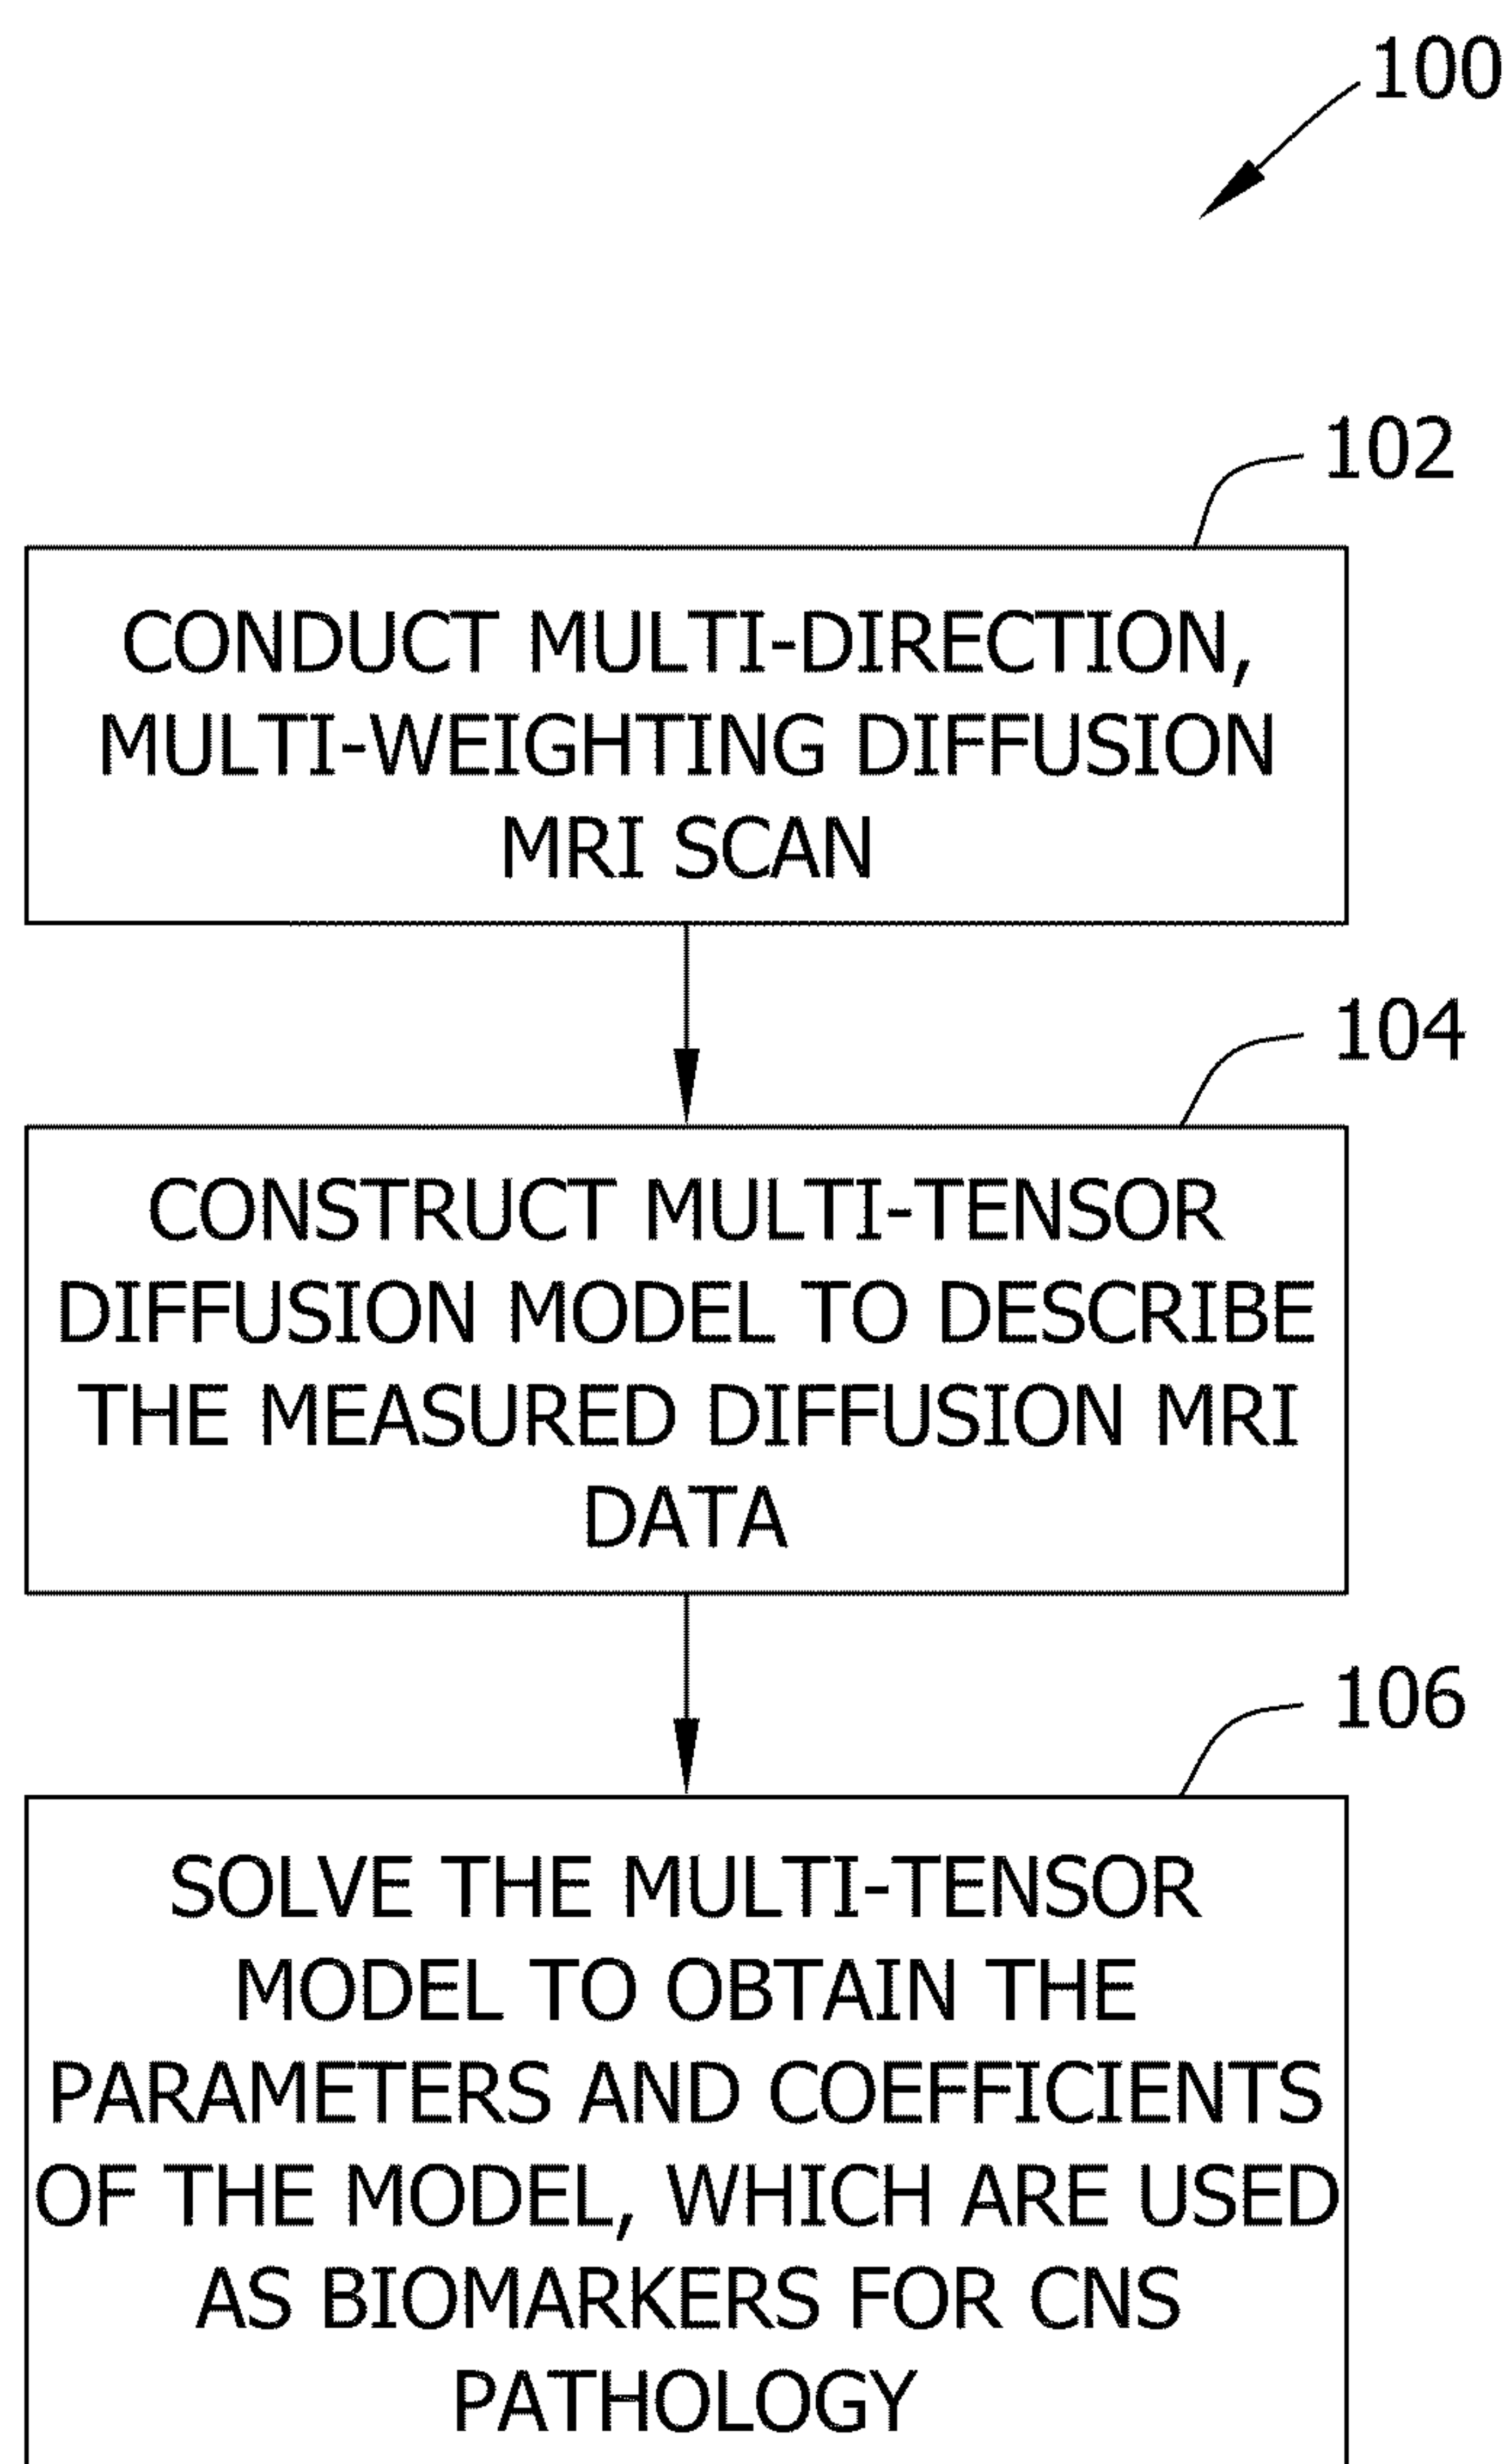 100
102
CONDUCT MULTI-DIRECTION,
MULTI-WEIGHTING DIFFUSION
MRI SCAN
104
CONSTRUCT MULTI-TENSOR
DIFFUSION MODEL TO DESCRIBE
THE MEASURED DIFFUSION MRI
DATA
106
SOLVE THE MULTI-TENSOR
MODEL TO OBTAIN THE
PARAMETERS AND COEFFICIENTS
OF THE MODEL, WHICH ARE USED
AS BIOMARKERS FOR CNS
PATHOLOGY